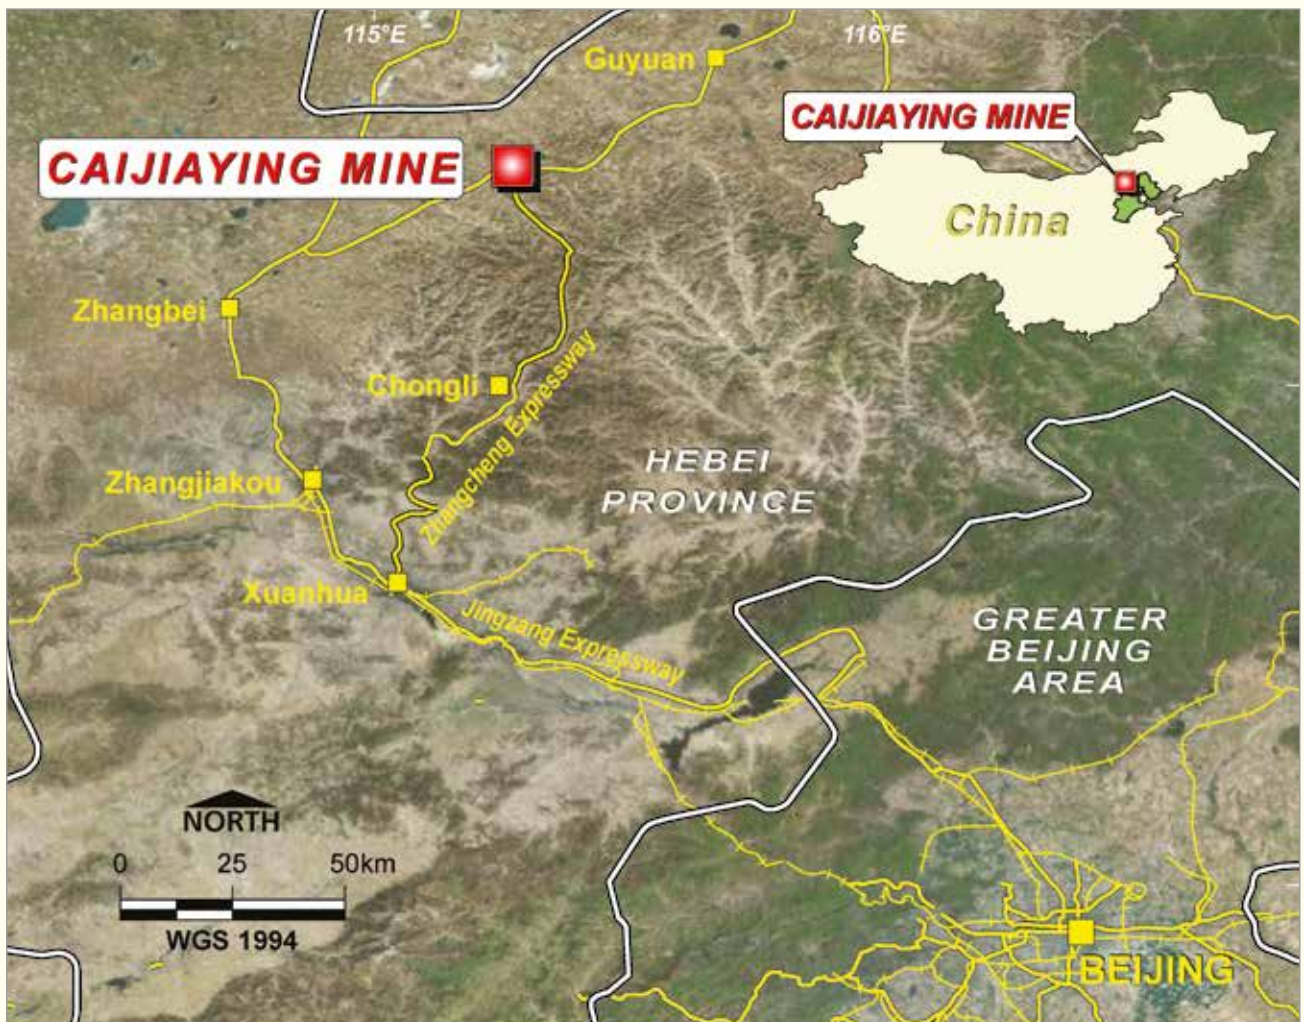 115°E
116°E
Guyuan
CAIJIAYING MINE
CAIJIAYING MINE
China
Zhangbei
Chongli
Zhangcheng Expressway
HEBEI
PROVINCE
Zhangjiakou
Xuanhua
Jingzang Expressway
GREATER
BEIJING
AREA
NORTH
0 25 50km
WGS 1994
BEIJING